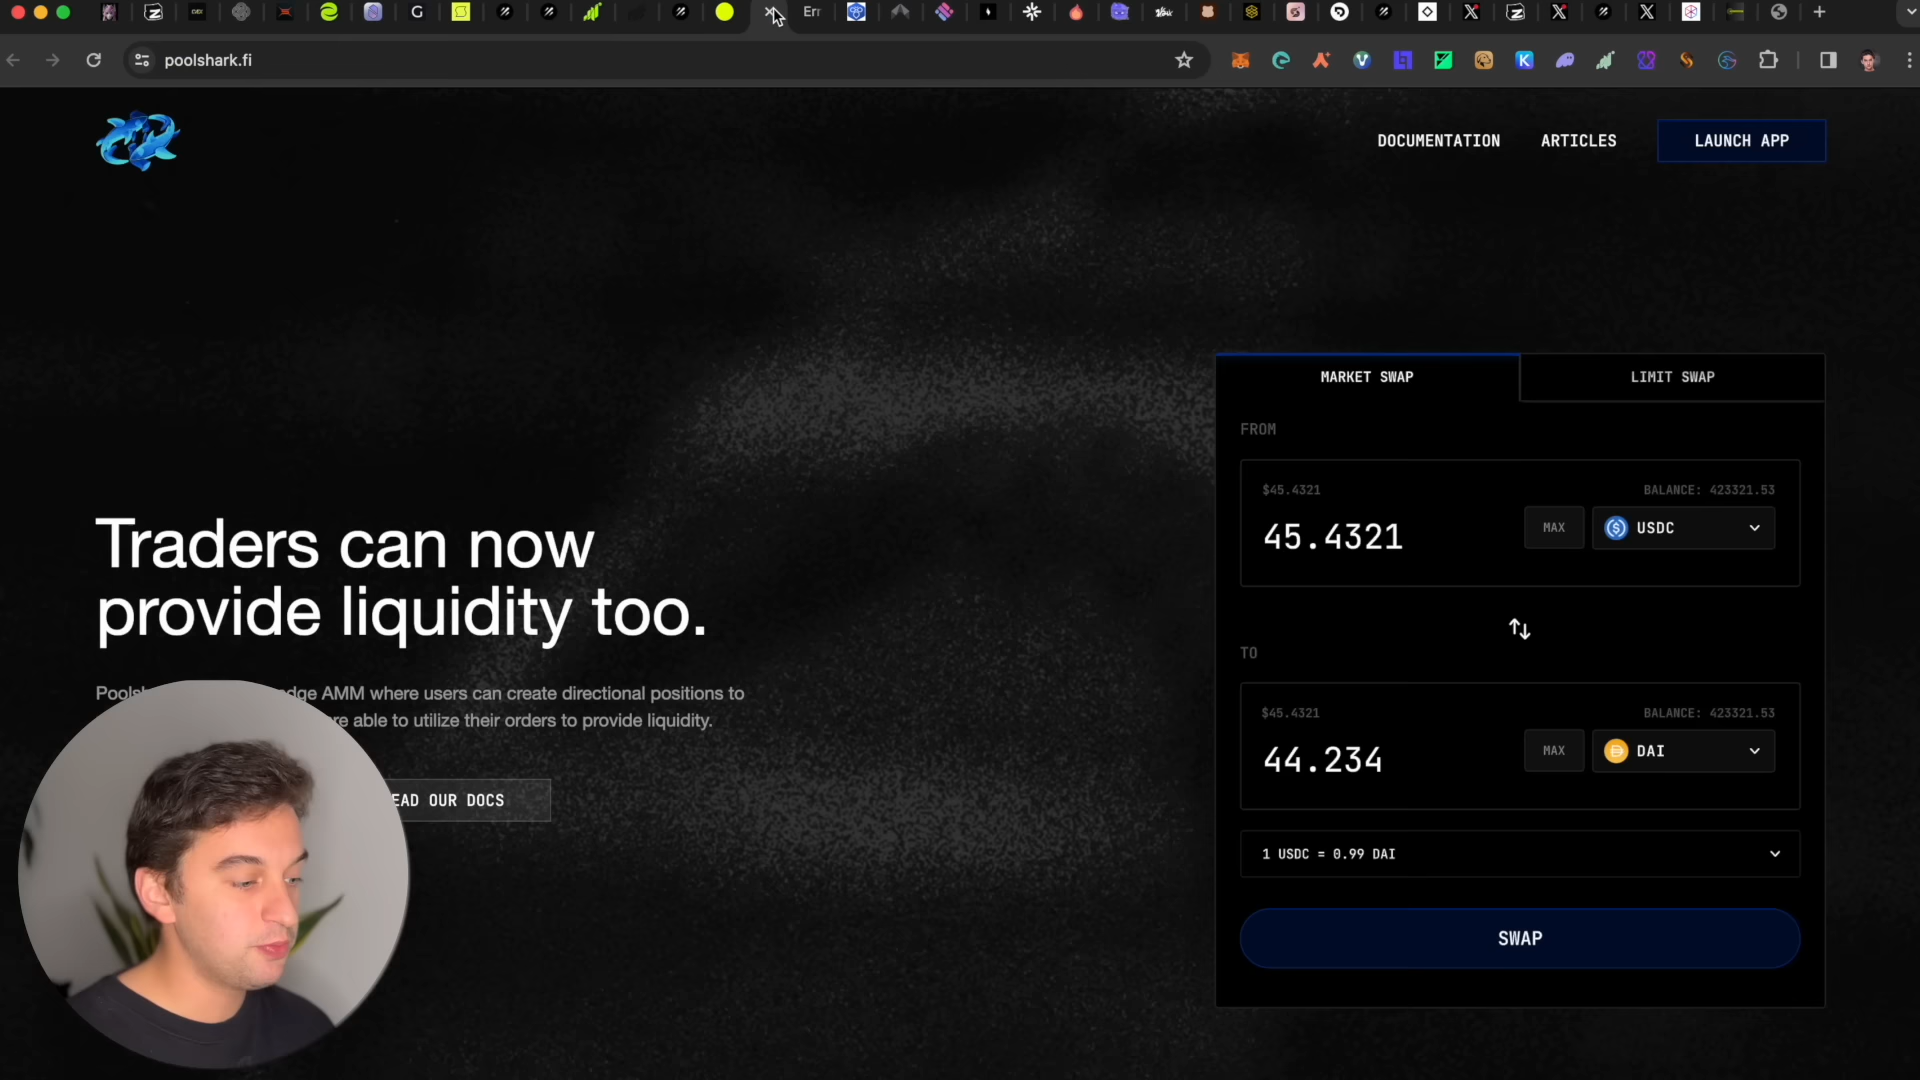 Err
poolshark.fi
DOCUMENTATION
ARTICLES
LAUNCH APP
MARKET SWAP
LIMIT SWAP
FROM
$45.4321
BALANCE: 423321.53
45.4321
MAX
USDC
TO
$45.4321
BALANCE: 423321.53
44.234
MAX
DAI
1 USDC = 0.99 DAI
SWAP
Traders can now
provide liquidity too.
AMM where users can create directional positions to
able to utilize their orders to provide liquidity.
OUR DOCS